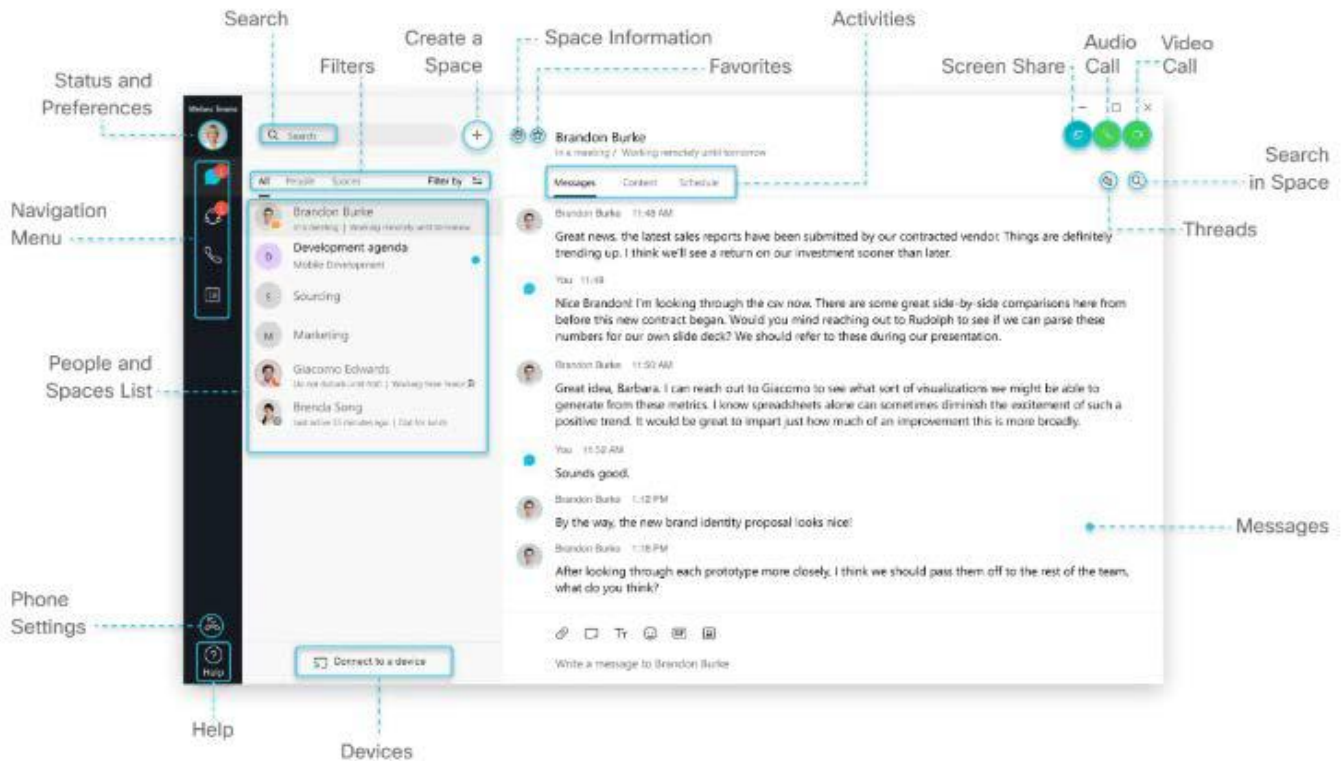 Search
Activities
Create a
Space
Space Information
Audio
Call
Video
Call
Filters
Favorites
Screen Share
Status and
Preferences
Webex Teams
Search
Brandon Burke
In a meeting / Working remotely until tomorrow
Search
in Space
All People Spaces Filter by
Messages Content Schedule
Navigation
Menu
Threads
Brandon Burke
In a meeting | Working remotely until tomorrow
Development agenda
Mobile Development
D
S
Sourcing
M
Marketing
Giacomo Edwards
Brenda Song
People and
Spaces List
Brandon Burke 11:48 AM
Great news, the latest sales reports have been submitted by our contracted vendor. Things are definitely
trending up. I think we'll see a return on our investment sooner than later.
You 11:49
Nice Brandon! I'm looking through the csv now. There are some great side-by-side comparisons here from
before this new contract began. Would you mind reaching out to Rudolph to see if we can parse these
numbers for our own slide deck? We should refer to these during our presentation.
Brandon Burke 11:50 AM
Great idea, Barbara. I can reach out to Giacomo to see what sort of visualizations we might be able to
generate from these metrics. I know spreadsheets alone can sometimes diminish the excitement of such a
positive trend. It would be great to impart just how much of an improvement this is more broadly.
You 11:52 AM
Sounds good.
Brandon Burke 1:12 PM
By the way, the new brand identity proposal looks nice!
Messages
Brandon Burke 1:16 PM
After looking through each prototype more closely, I think we should pass them off to the rest of the team,
what do you think?
Phone
Settings
Help
Connect to a device
Write a message to Brandon Burke
Help
Devices